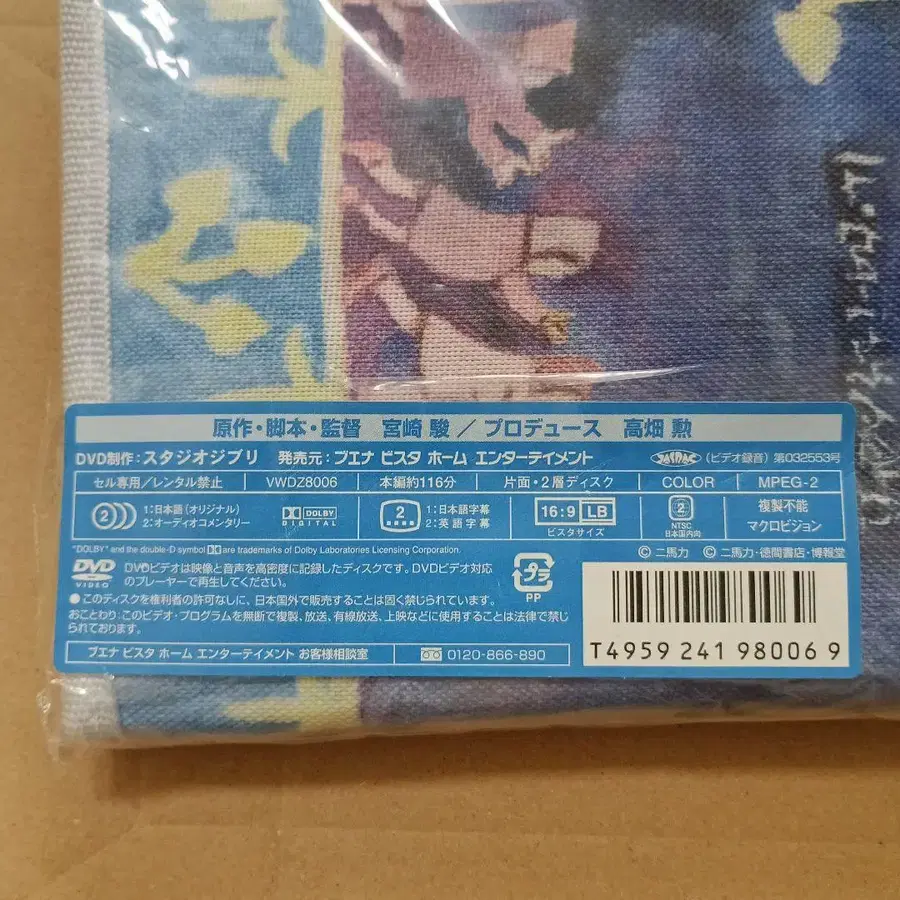 原作・脚本・監督 宮崎 駿 / プロデュース 高畑 勲
DVD制作：スタジオジブリ 発売元：ブエナ ビスタ ホーム エンターテイメント JASRAC (ビデオ録音) 第032553号
セル専用/レンタル禁止 VWDZ8006 本編約116分 片面・2層ディスク COLOR MPEG-2
2 1:日本語(オリジナル)
2:オーディオコメンタリー
DOLBY
DIGITAL
2 1:日本語字幕
2:英語字幕
16:9 LB
ビスタサイズ
2
NTSC
日本国内向
複製不能
マクロビジョン
"DOLBY" and the double-D symbol are trademarks of Dolby Laboratories Licensing Corporation.
© 二馬力 © 二馬力・徳間書店・博報堂
DVD
VIDEO
DVDビデオは映像と音声を高密度に記録したディスクです。DVDビデオ対応
のプレーヤーで再生してください。
プラ
PP
●このディスクを権利者の許可なしに、日本国外で販売することは固く禁じられています。
おことわり:このビデオ・プログラムを無断で複製、放送、有線放送、上映などに使用することは法律で禁じ
られております。
ブエナ ビスタ ホーム エンターテイメント お客様相談室 0120-866-890
T4959 241 980069